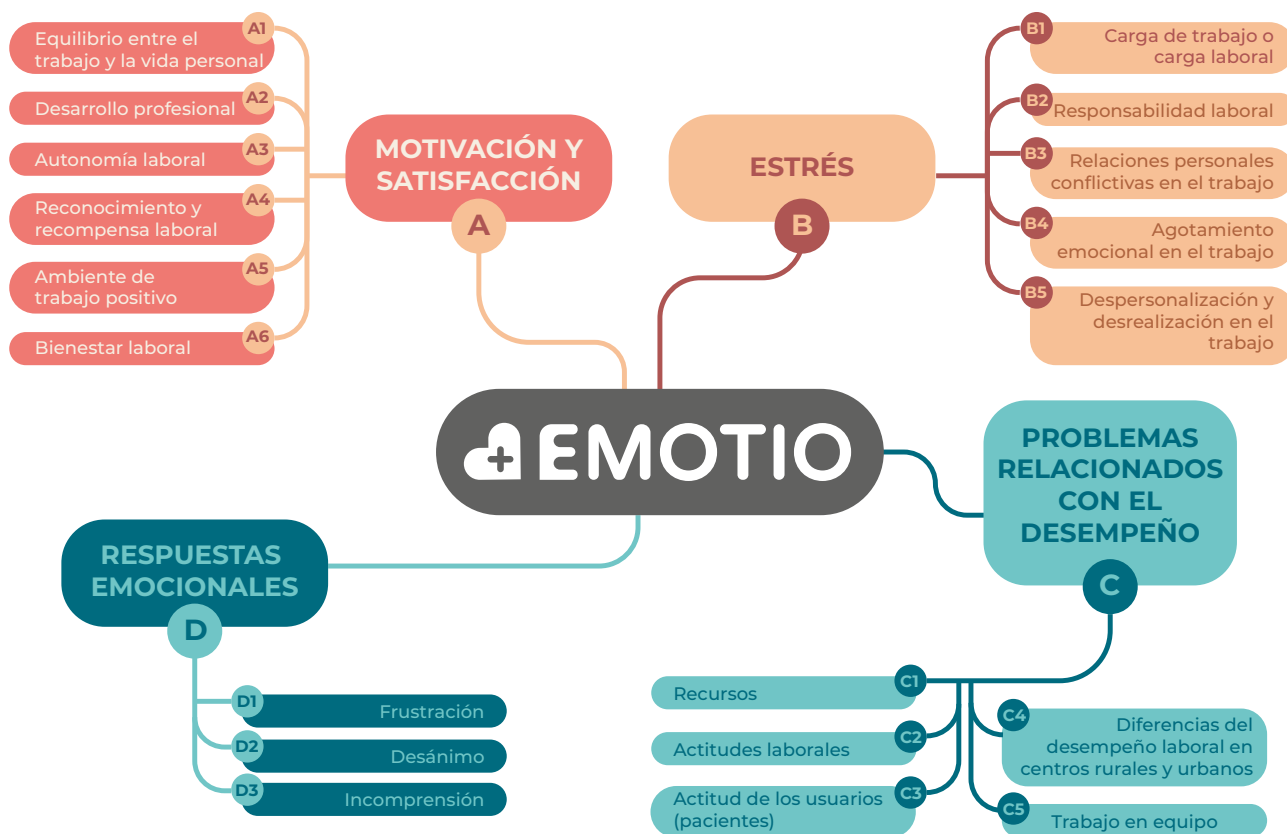 A1
Equilibrio entre el
trabajo y la vida personal
A2
Desarrollo profesional
A3
Autonomía laboral
A4
Reconocimiento y
recompensa laboral
A5
Ambiente de
trabajo positivo
A6
Bienestar laboral
MOTIVACIÓN Y
SATISFACCIÓN
A
ESTRÉS
B
B1
Carga de trabajo o
carga laboral
B2
Responsabilidad laboral
B3
Relaciones personales
conflictivas en el trabajo
B4
Agotamiento
emocional en el trabajo
B5
Despersonalización y
desrealización en el
trabajo
EMOTIO
PROBLEMAS
RELACIONADOS
CON EL
DESEMPEÑO
C
C1
Recursos
C2
Actitudes laborales
C3
Actitud de los usuarios
(pacientes)
C4
Diferencias del
desempeño laboral en
centros rurales y urbanos
C5
Trabajo en equipo
RESPUESTAS
EMOCIONALES
D
D1
Frustración
D2
Desánimo
D3
Incomprensión